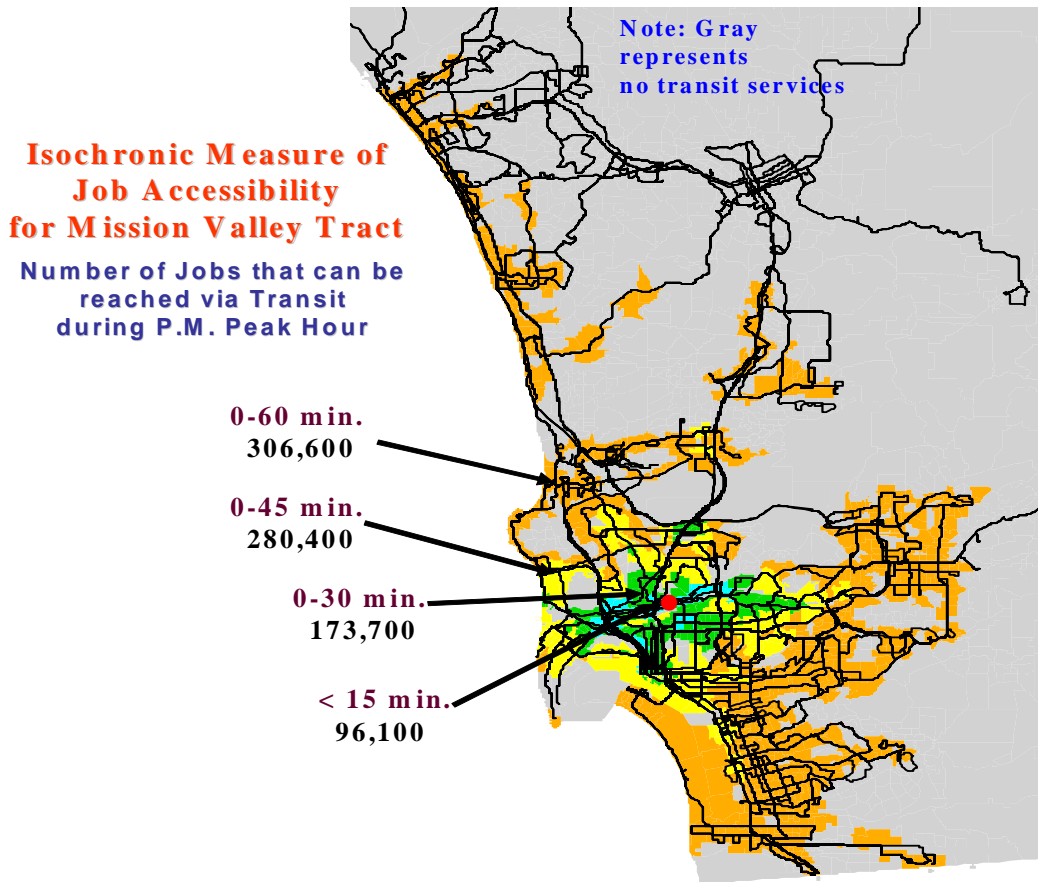 Note: Gray
represents
no transit services
Isochronic Measure of
Job Accessibility
for Mission Valley Tract
Number of Jobs that can be
reached via Transit
during P.M. Peak Hour
0-60 min.
306,600
0-45 min.
280,400
0-30 min.
173,700
< 15 min.
96,100